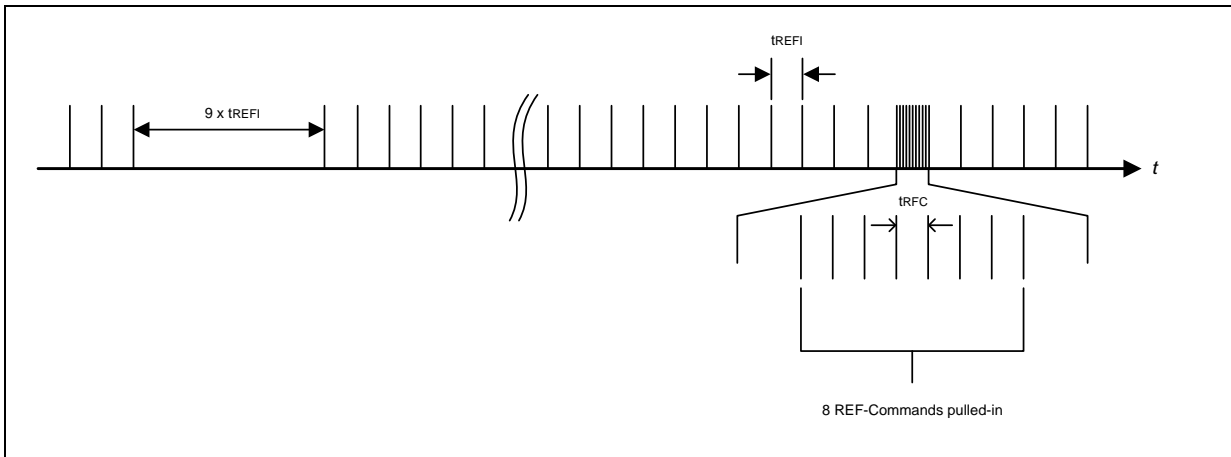 tREFI
9 x tREFI
t
tRFC
8 REF-Commands pulled-in